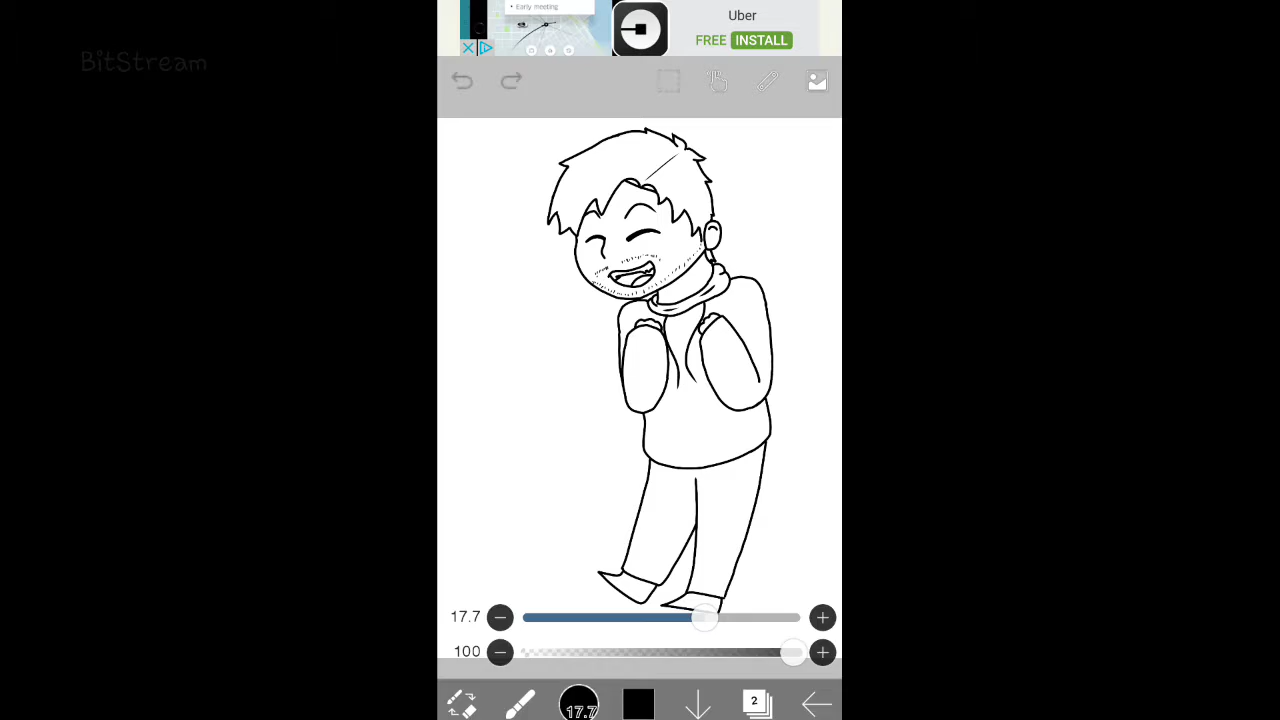 • Early meeting
Uber
FREE INSTALL
BitStream
17.7
100
17.7
2